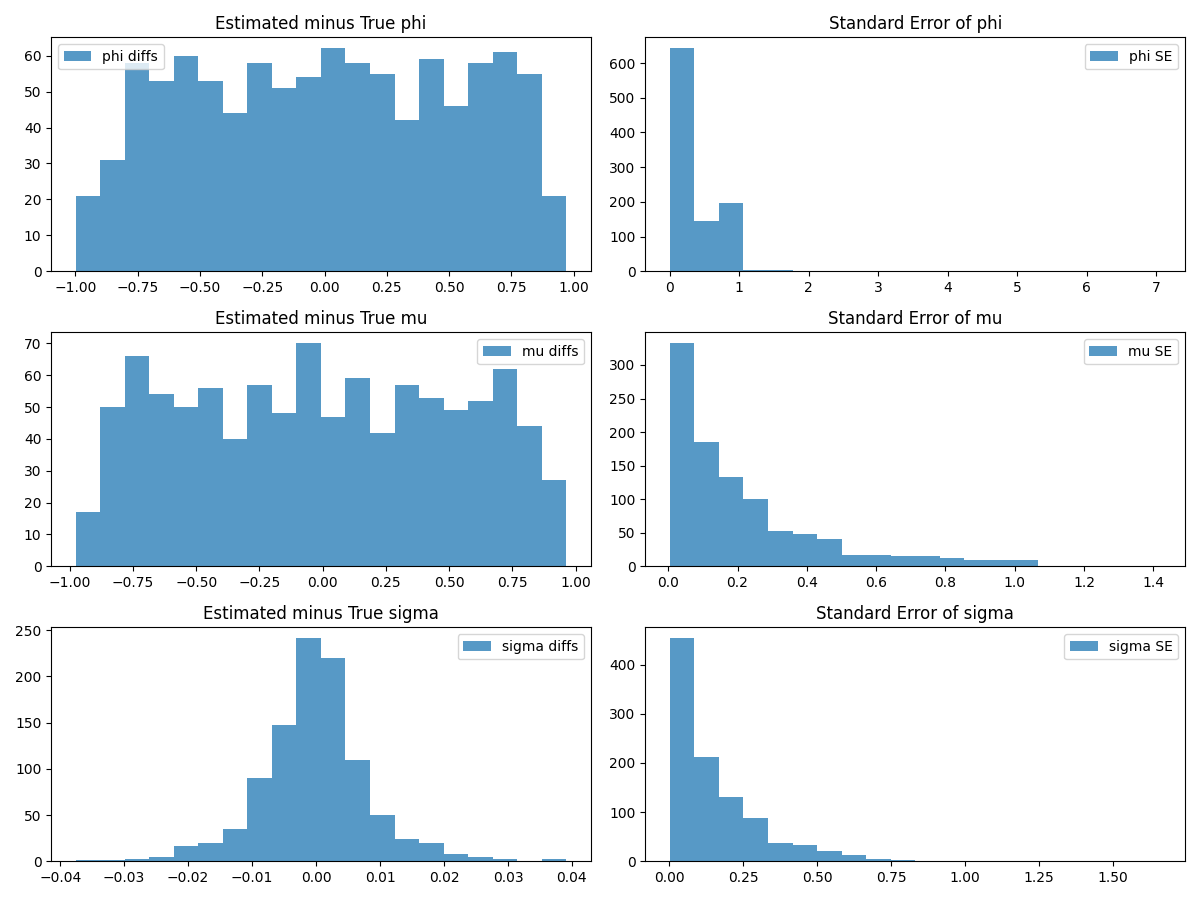 Estimated minus True phi
60
50
40
30
20
10
0
phi diffs
−1.00 −0.75 −0.50 −0.25 0.00 0.25 0.50 0.75 1.00
Standard Error of phi
600
500
400
300
200
100
0
phi SE
0 1 2 3 4 5 6 7
Estimated minus True mu
70
60
50
40
30
20
10
0
mu diffs
−1.00 −0.75 −0.50 −0.25 0.00 0.25 0.50 0.75 1.00
Standard Error of mu
300
250
200
150
100
50
0
mu SE
0.0 0.2 0.4 0.6 0.8 1.0 1.2 1.4
Estimated minus True sigma
250
200
150
100
50
0
sigma diffs
−0.04 −0.03 −0.02 −0.01 0.00 0.01 0.02 0.03 0.04
Standard Error of sigma
400
300
200
100
0
sigma SE
0.00 0.25 0.50 0.75 1.00 1.25 1.50